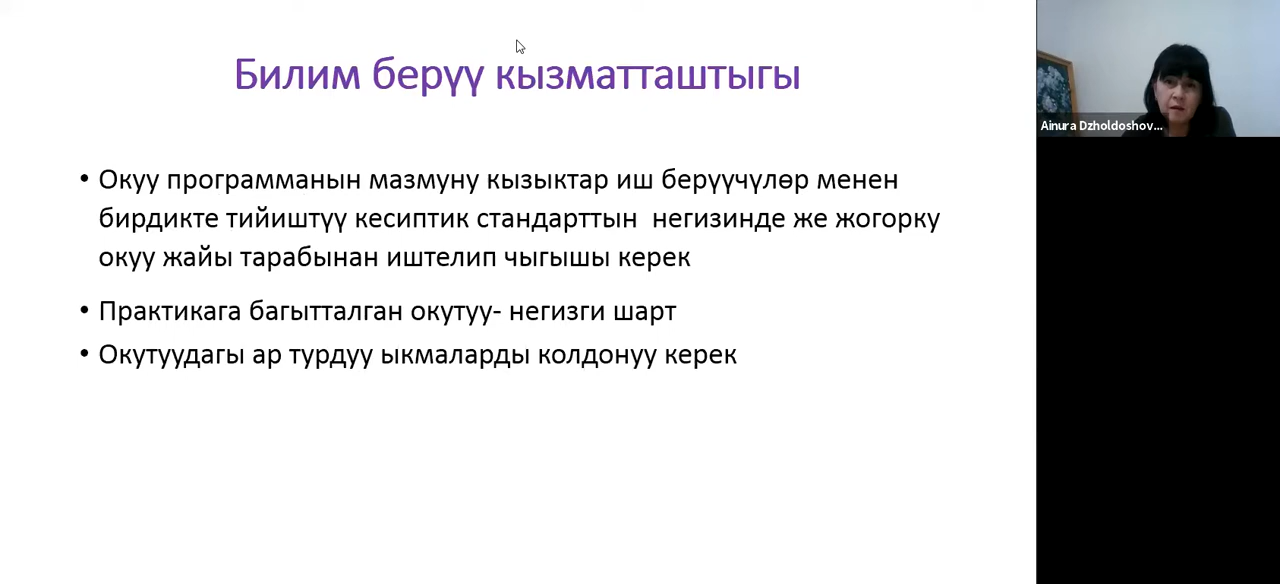 Билим берүү кызматташтыгы
• Окуу программанын мазмуну кызыктар иш берүүчүлөр менен
бирдикте тийиштүү кесиптик стандарттын негизинде же жогорку
окуу жайы тарабынан иштелип чыгышы керек
• Практикага багытталган окутуу- негизги шарт
• Окутуудагы ар турдуу ыкмаларды колдонуу керек
Ainura Dzholdoshov...